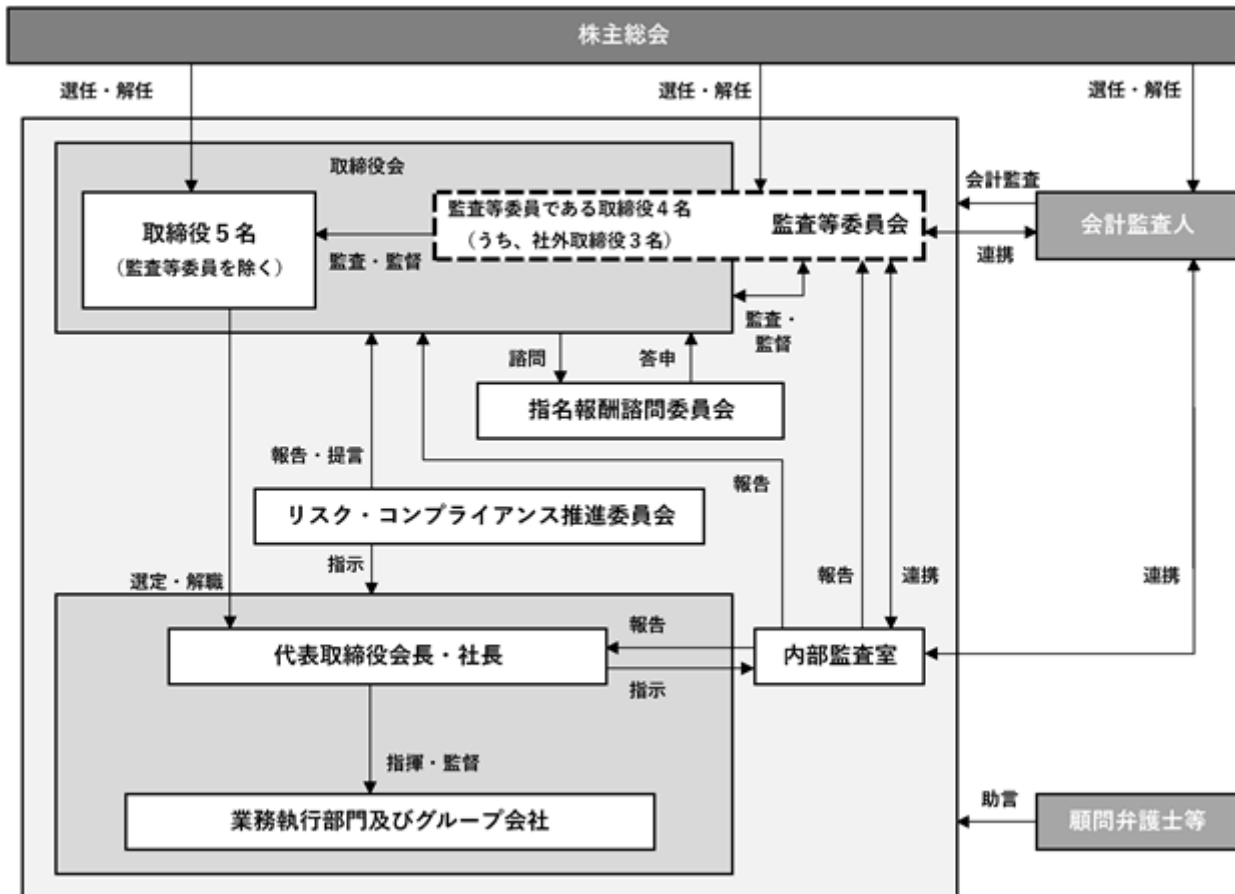 株主総会
選任・解任
選任・解任
選任・解任
取締役会
取締役5名
(監査等委員を除く)
監査・監督
監査等委員である取締役4名
(うち、社外取締役3名)
監査等委員会
会計監査
会計監査人
連携
監査・
監督
諮問
答申
指名報酬諮問委員会
報告・提言
報告
リスク・コンプライアンス推進委員会
指示
選定・解職
報告
連携
連携
代表取締役会長・社長
報告
指示
内部監査室
指揮・監督
業務執行部門及びグループ会社
助言
顧問弁護士等